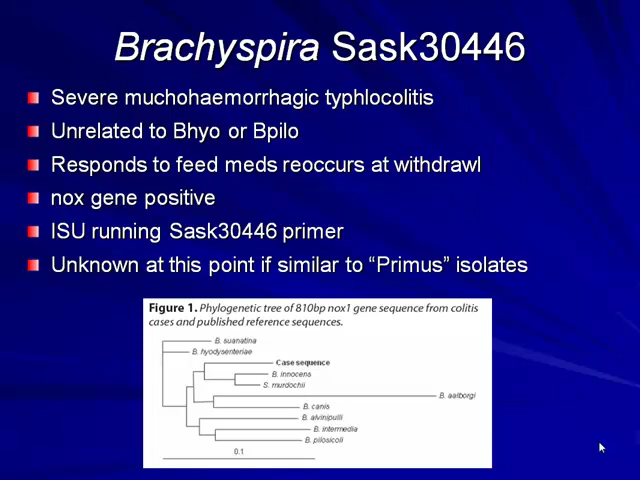 Brachyspira Sask30446
Severe muchohaemorrhagic typhlocolitis
Unrelated to Bhyo or Bpilo
Responds to feed meds reoccurs at withdrawl
nox gene positive
ISU running Sask30446 primer
Unknown at this point if similar to “Primus” isolates
Figure 1. Phylogenetic tree of 810bp nox1 gene sequence from colitis
cases and published reference sequences.
B. suanatina
B. hyodysenteriae
Case sequence
B. innocens
S. murdochii
B. aalborgi
B. canis
B. alvinipulli
B. intermedia
B. pilosicoli
0.1